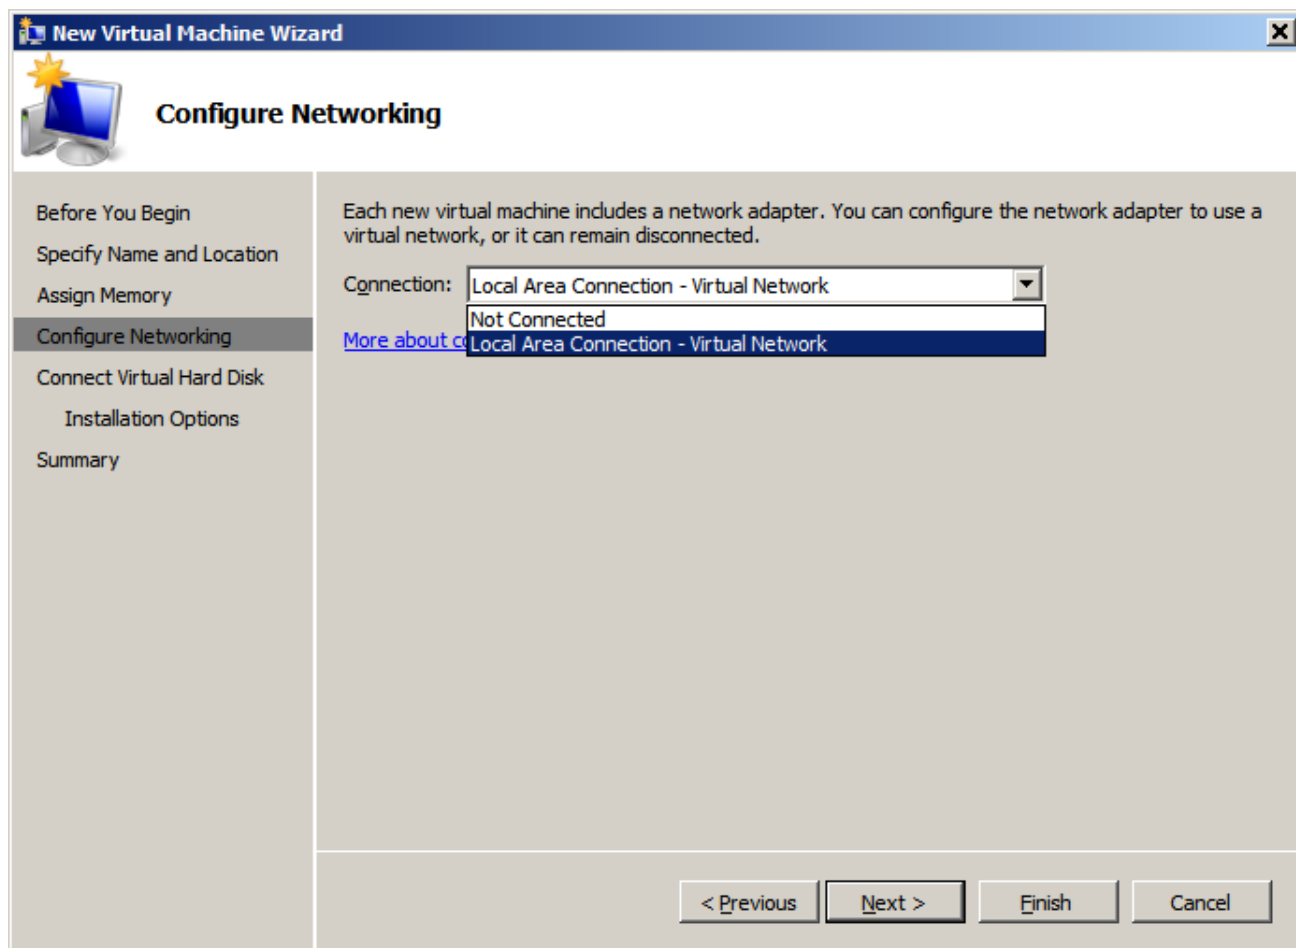 New Virtual Machine Wizard
Configure Networking
Before You Begin
Specify Name and Location
Assign Memory
Configure Networking
Connect Virtual Hard Disk
Installation Options
Summary
Each new virtual machine includes a network adapter. You can configure the network adapter to use a
virtual network, or it can remain disconnected.
Connection: Local Area Connection - Virtual Network
Not Connected
More about
Local Area Connection - Virtual Network
< Previous Next > Finish Cancel